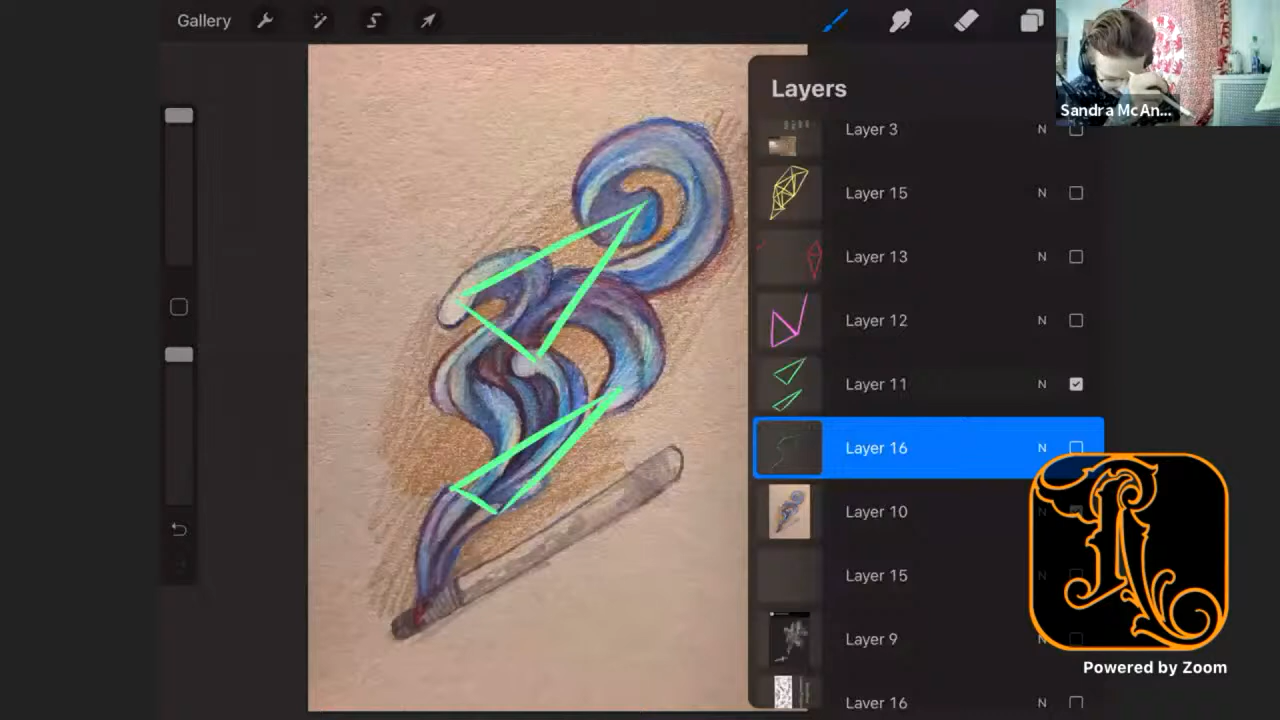 Gallery
Layers
Sandra McAn...
Layer 3 N
Layer 15 N
Layer 13 N
Layer 12 N
Layer 11 N
Layer 16 N
Layer 10
Layer 15 N
Layer 9 N
Layer 16 N
Powered by Zoom